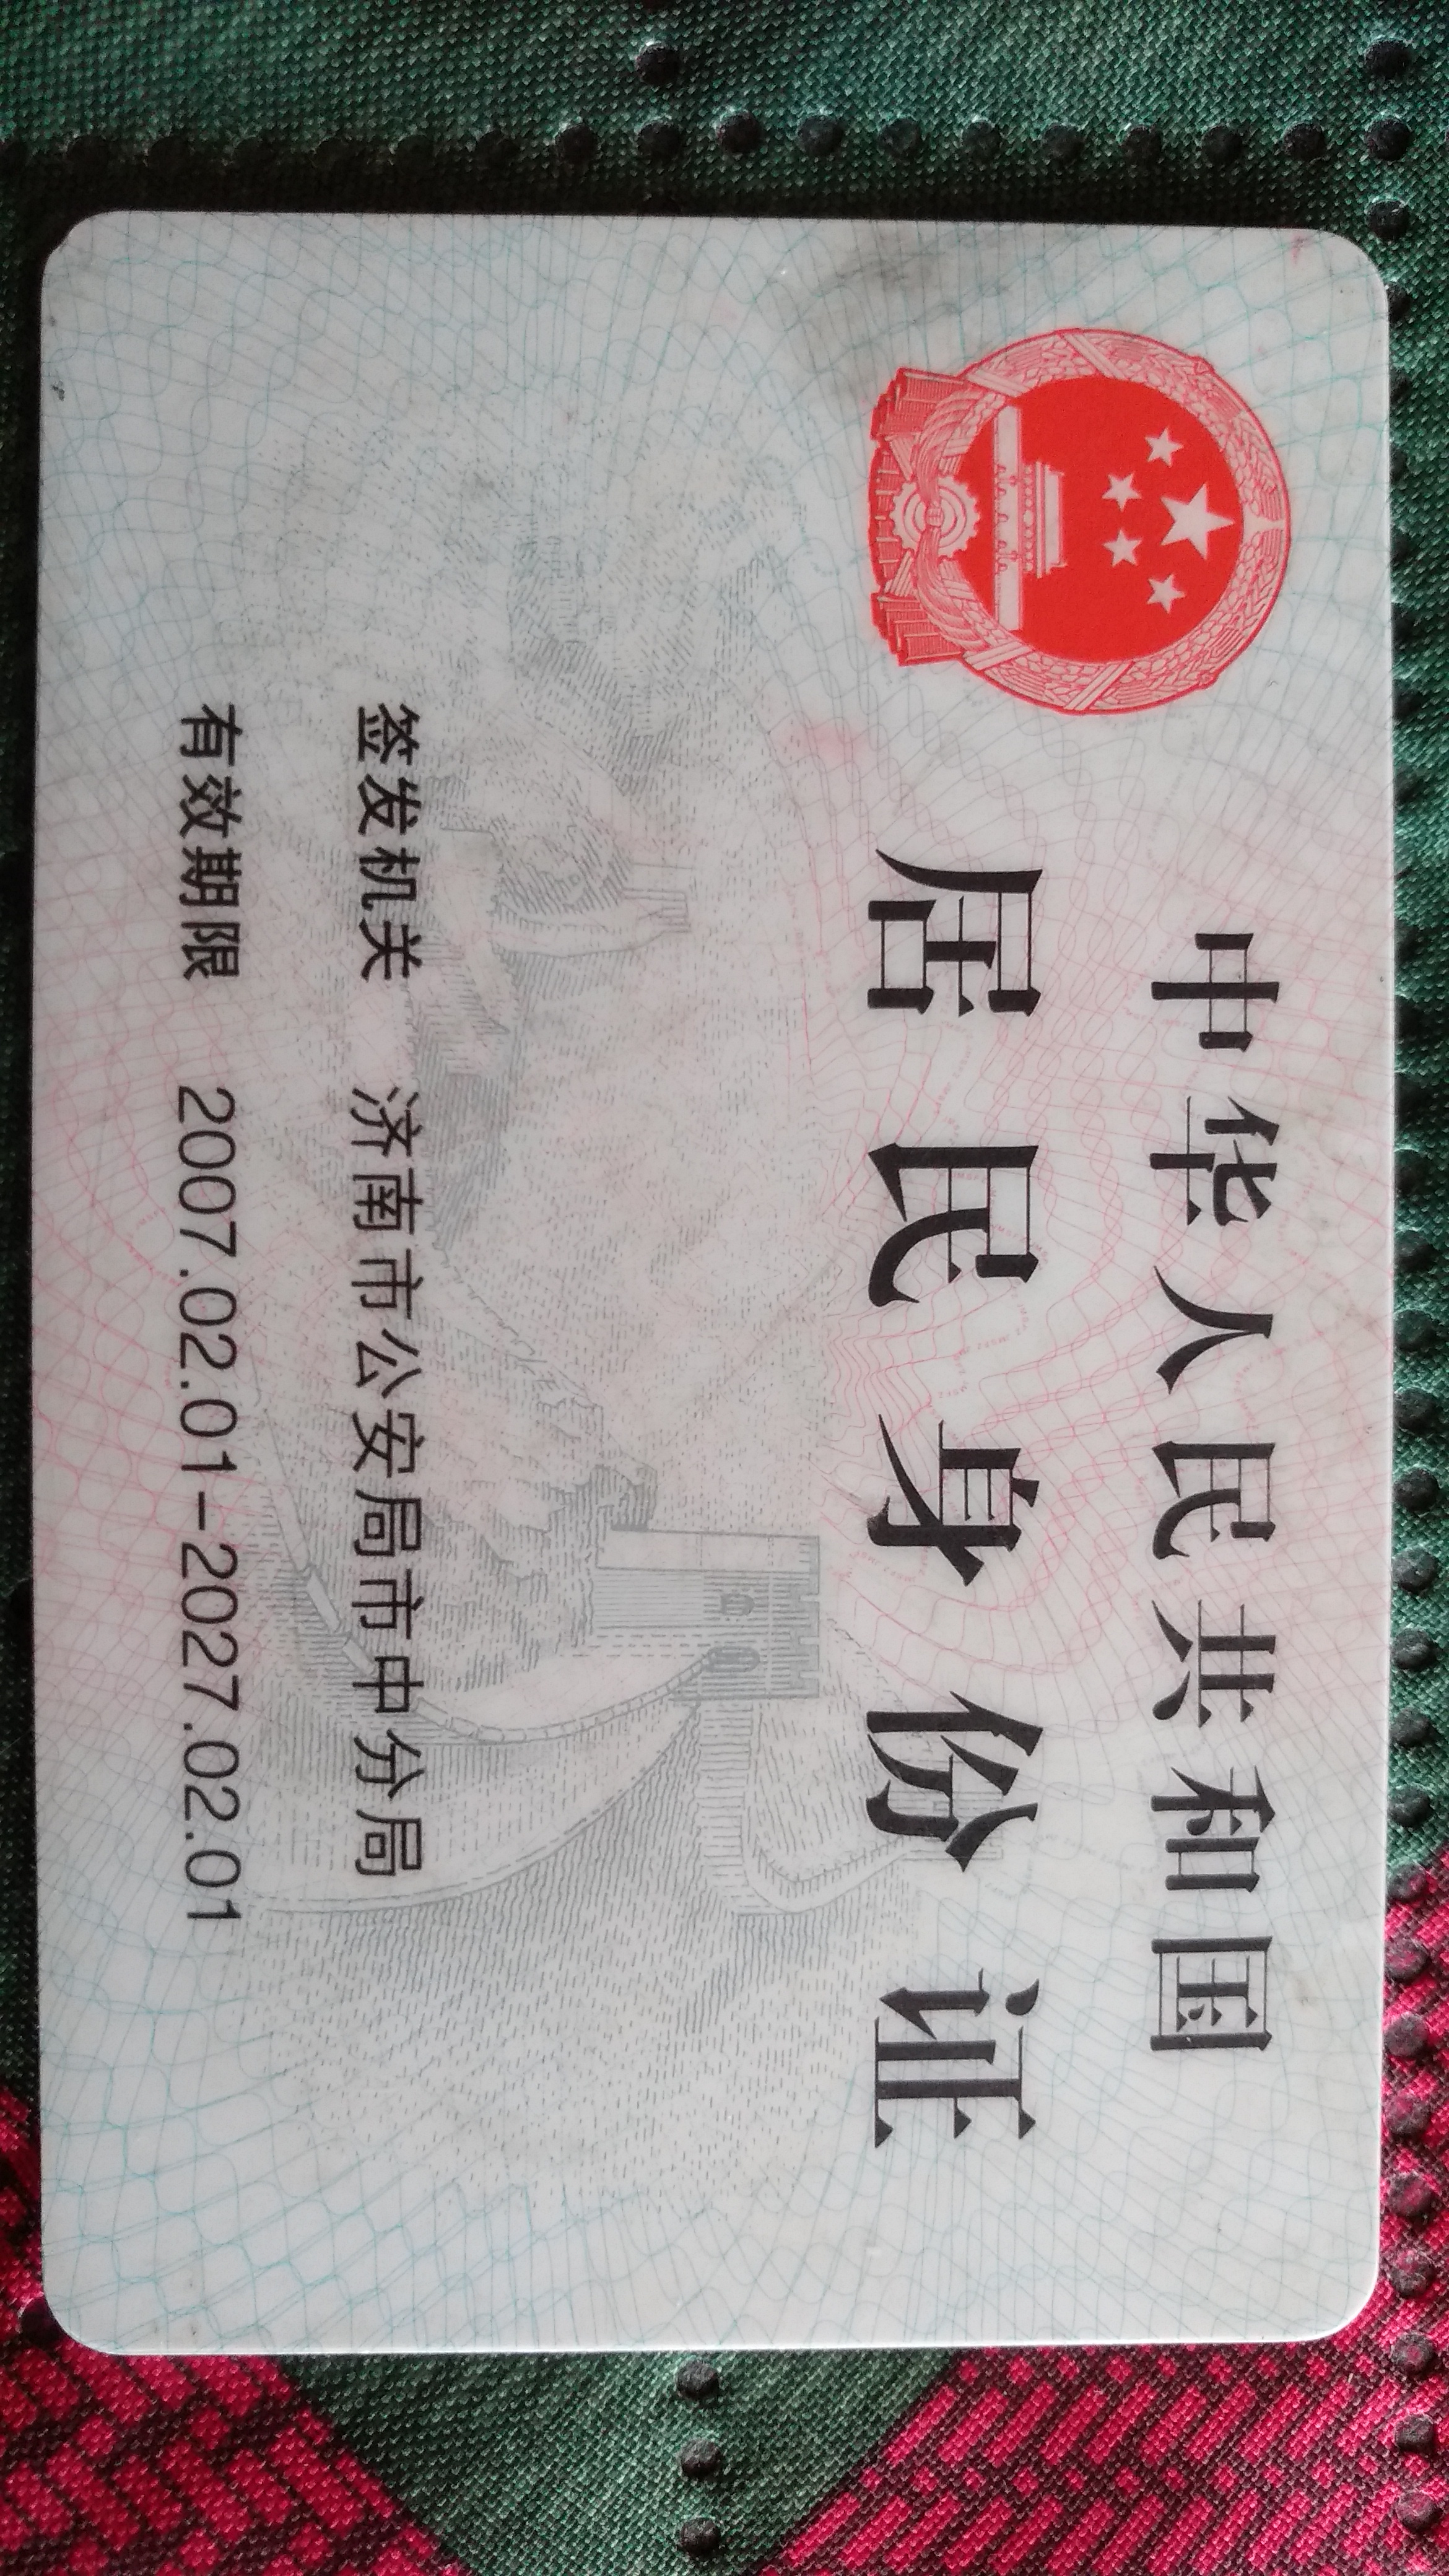 中华人民共和国
居民身份证
签发机关 济南市公安局市中分局
有效期限 2007.02.01-2027.02.01